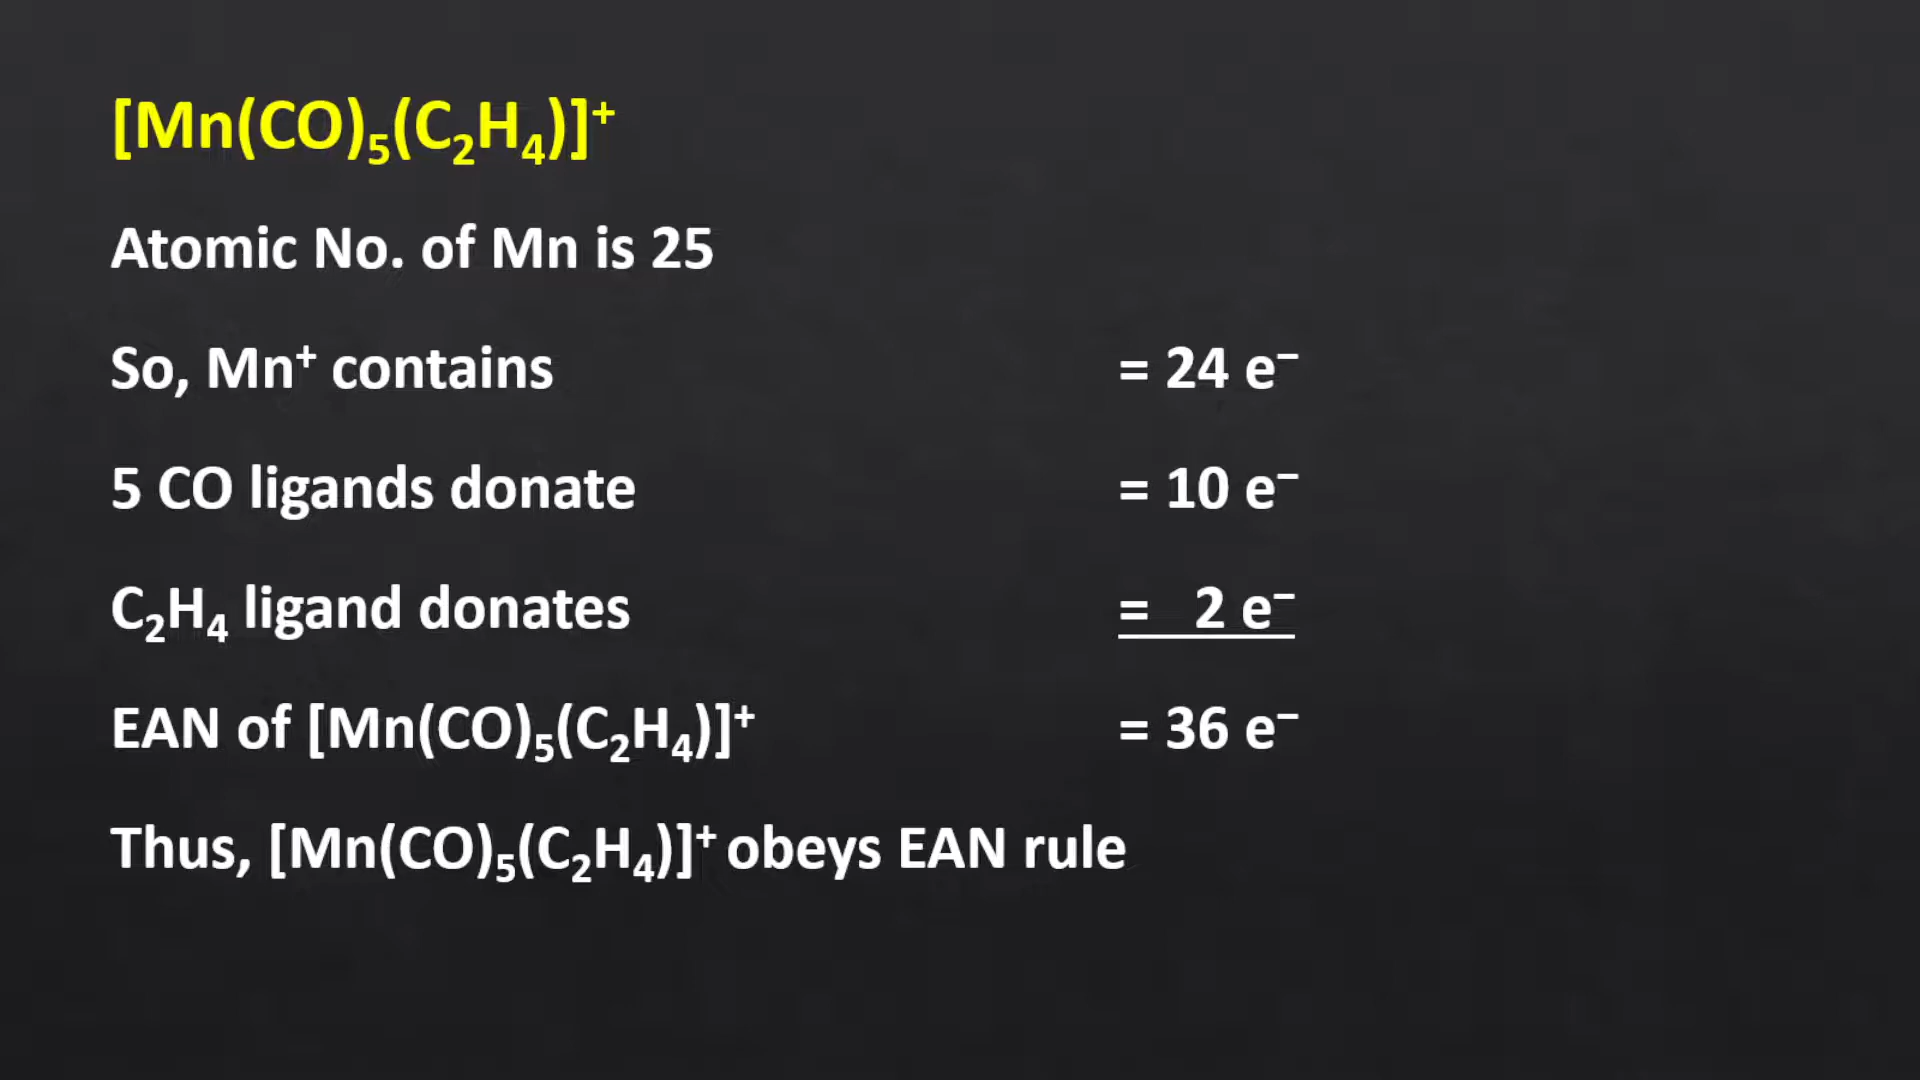 [Mn(CO)₅(C₂H₄)]⁺
Atomic No. of Mn is 25
So, Mn⁺ contains = 24 e⁻
5 CO ligands donate = 10 e⁻
C₂H₄ ligand donates = 2 e⁻
EAN of [Mn(CO)₅(C₂H₄)]⁺ = 36 e⁻
Thus, [Mn(CO)₅(C₂H₄)]⁺ obeys EAN rule